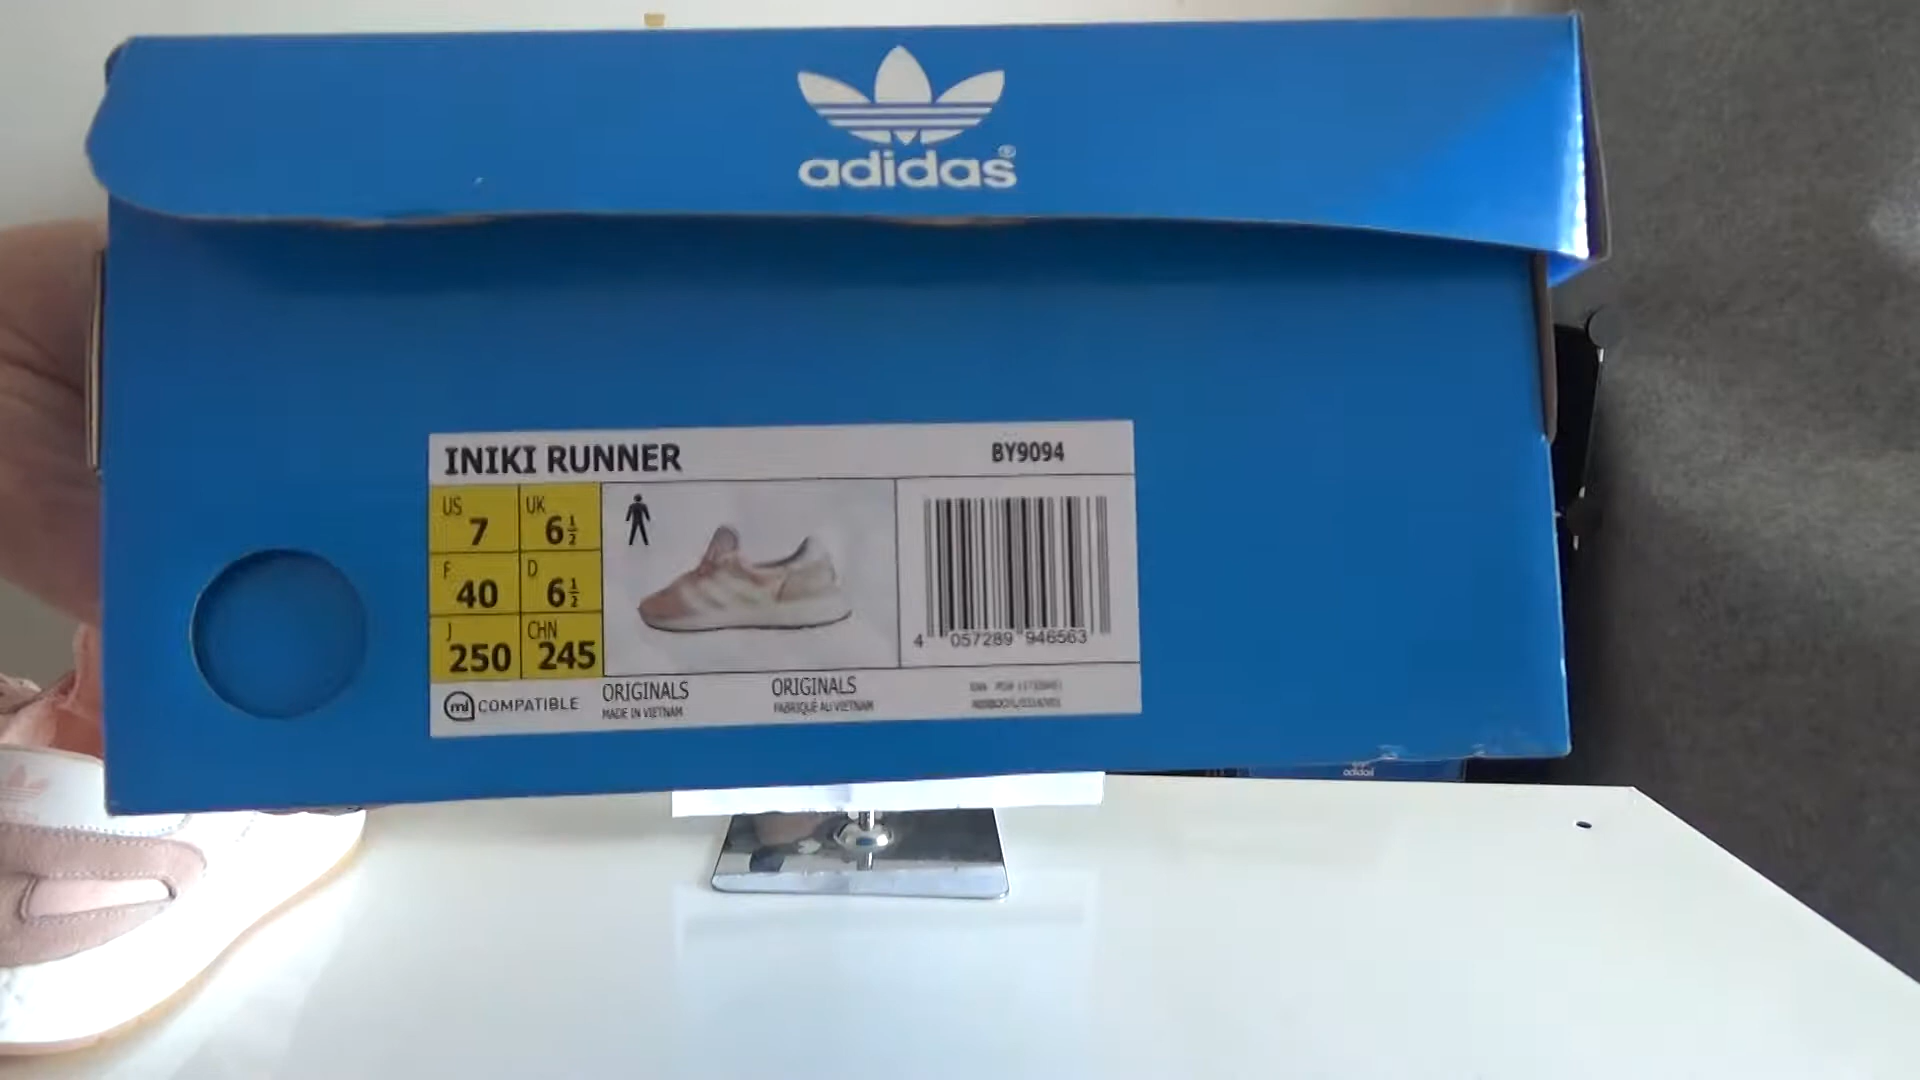 adidas®
INIKI RUNNER BY9094
US 7 UK 6½
F 40 D 6½
J 250 CHN 245
4 057289 946563
mi COMPATIBLE
ORIGINALS ORIGINALS
MADE IN VIETNAM FABRIQUÉ AU VIETNAM
adidas